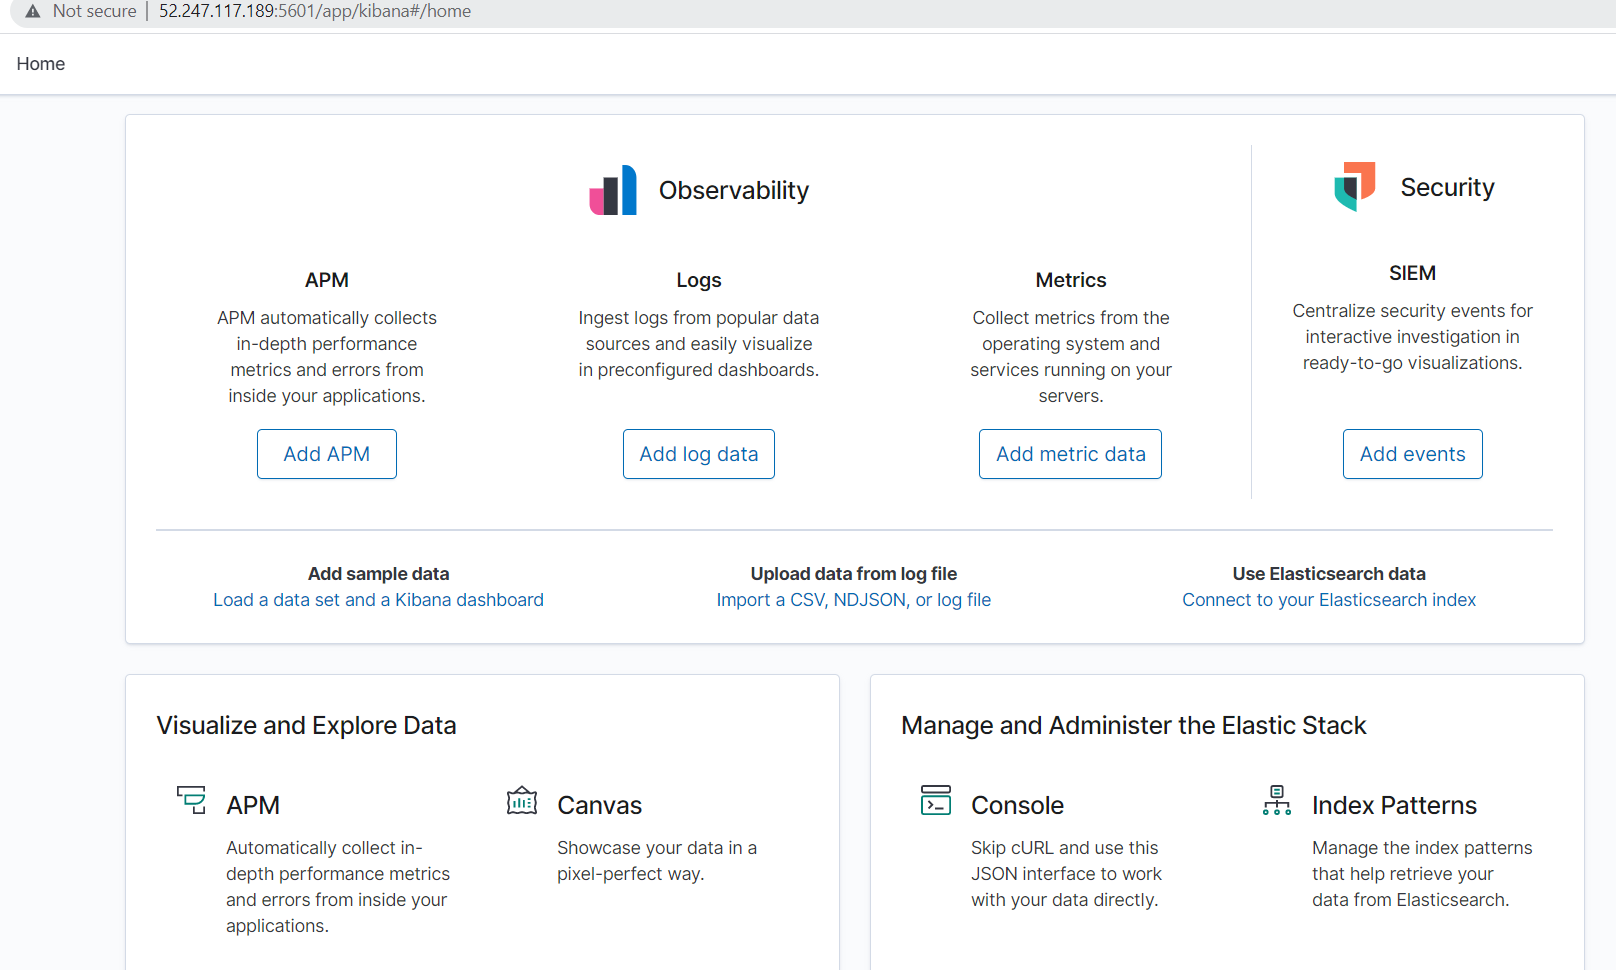 Not secure | 52.247.117.189:5601/app/kibana#/home
Home
Observability
Security
APM
APM automatically collects
in-depth performance
metrics and errors from
inside your applications.
Add APM
Logs
Ingest logs from popular data
sources and easily visualize
in preconfigured dashboards.
Add log data
Metrics
Collect metrics from the
operating system and
services running on your
servers.
Add metric data
SIEM
Centralize security events for
interactive investigation in
ready-to-go visualizations.
Add events
Add sample data
Load a data set and a Kibana dashboard
Upload data from log file
Import a CSV, NDJSON, or log file
Use Elasticsearch data
Connect to your Elasticsearch index
Visualize and Explore Data
APM
Automatically collect in-
depth performance metrics
and errors from inside your
applications.
Canvas
Showcase your data in a
pixel-perfect way.
Manage and Administer the Elastic Stack
Console
Skip cURL and use this
JSON interface to work
with your data directly.
Index Patterns
Manage the index patterns
that help retrieve your
data from Elasticsearch.